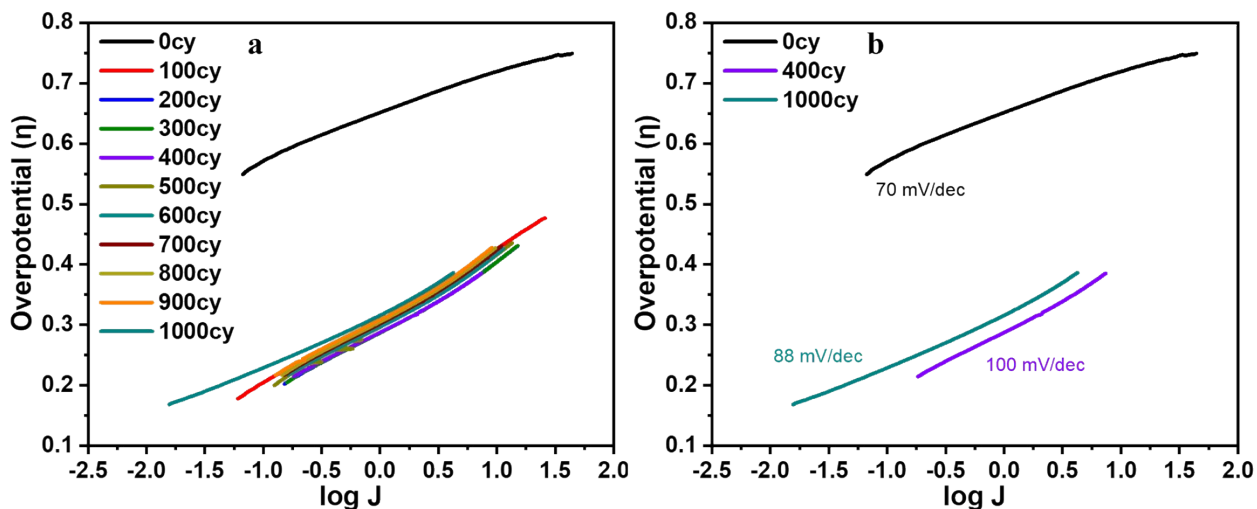 a
0cy
100cy
200cy
300cy
400cy
500cy
600cy
700cy
800cy
900cy
1000cy
Overpotential (η)
0.8
0.7
0.6
0.5
0.4
0.3
0.2
0.1
-2.5 -2.0 -1.5 -1.0 -0.5 0.0 0.5 1.0 1.5 2.0
log J
b
0cy
400cy
1000cy
70 mV/dec
88 mV/dec
100 mV/dec
Overpotential (η)
0.8
0.7
0.6
0.5
0.4
0.3
0.2
0.1
-2.5 -2.0 -1.5 -1.0 -0.5 0.0 0.5 1.0 1.5 2.0
log J